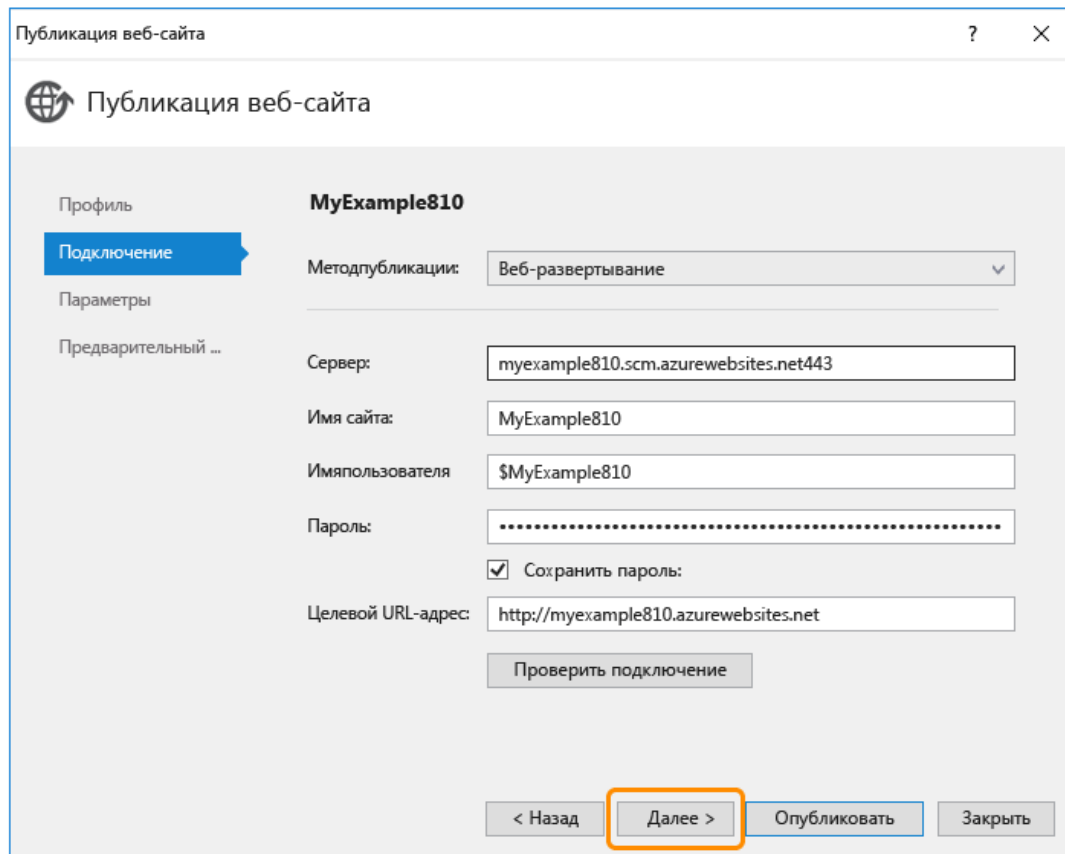 Публикация веб-сайта ?
Публикация веб-сайта
Профиль
Подключение
Параметры
Предварительный ...
MyExample810
Методпубликации: Веб-развертывание
Сервер: myexample810.scm.azurewebsites.net443
Имя сайта: MyExample810
Имяпользователя $MyExample810
Пароль: ••••••••••••••••••••••••••••••••••••••••••••••••••••••••••••
Сохранить пароль:
Целевой URL-адрес: http://myexample810.azurewebsites.net
Проверить подключение
< Назад Далее > Опубликовать Закрыть